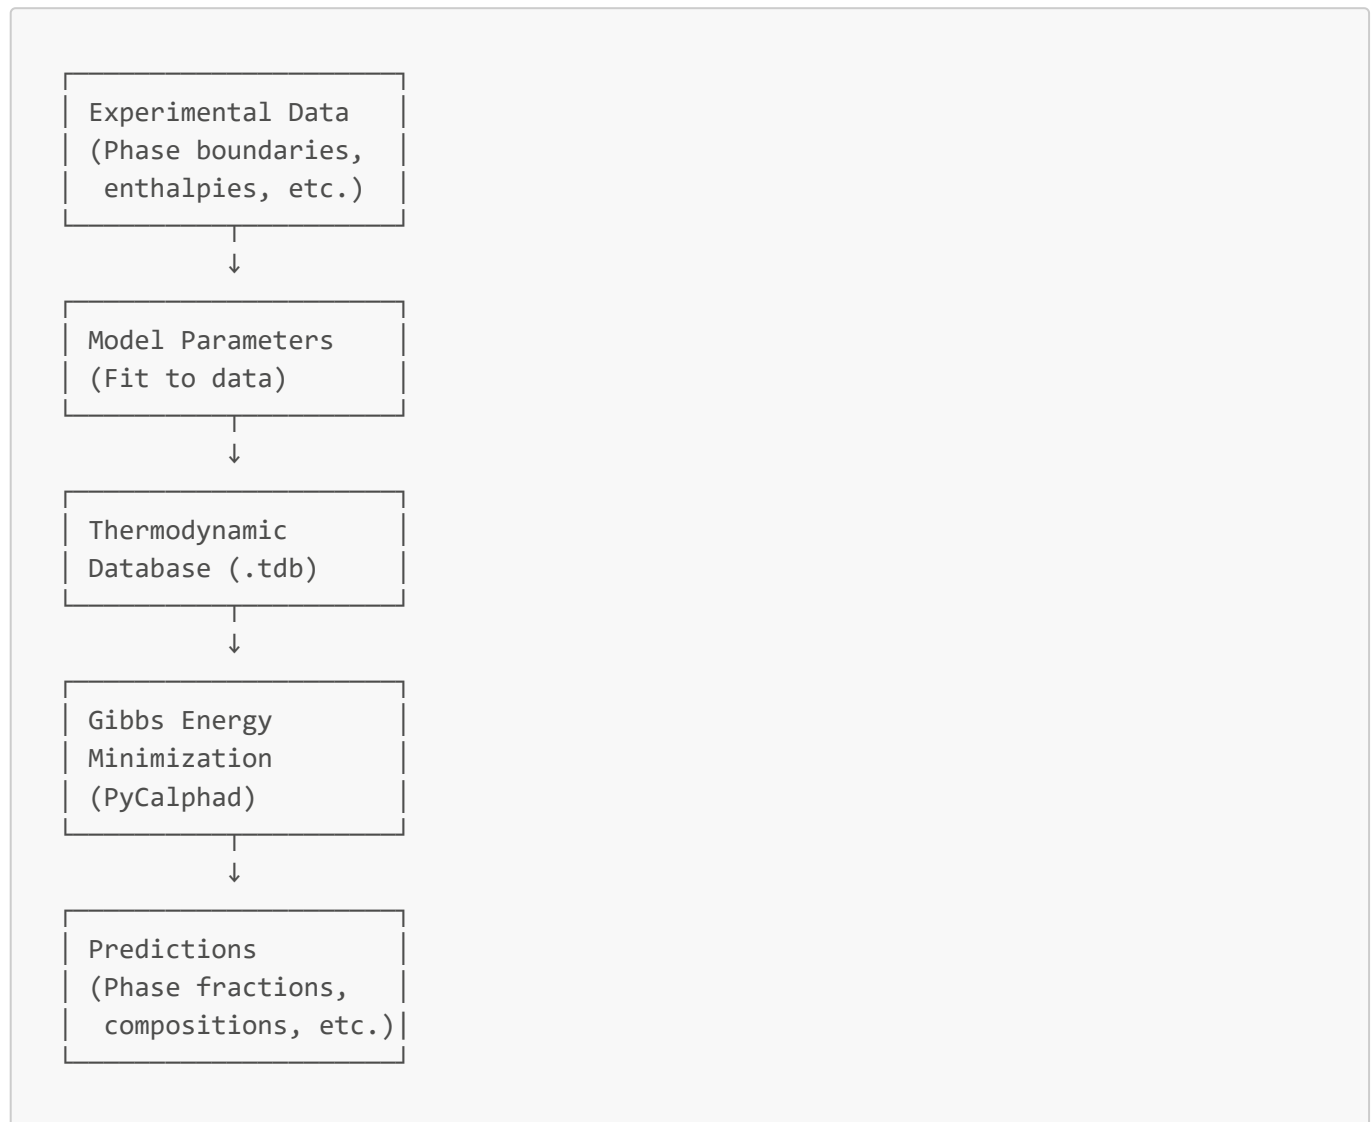 Experimental Data
(Phase boundaries,
enthalpies, etc.)
↓
Model Parameters
(Fit to data)
↓
Thermodynamic
Database (.tdb)
↓
Gibbs Energy
Minimization
(PyCalphad)
↓
Predictions
(Phase fractions,
compositions, etc.)